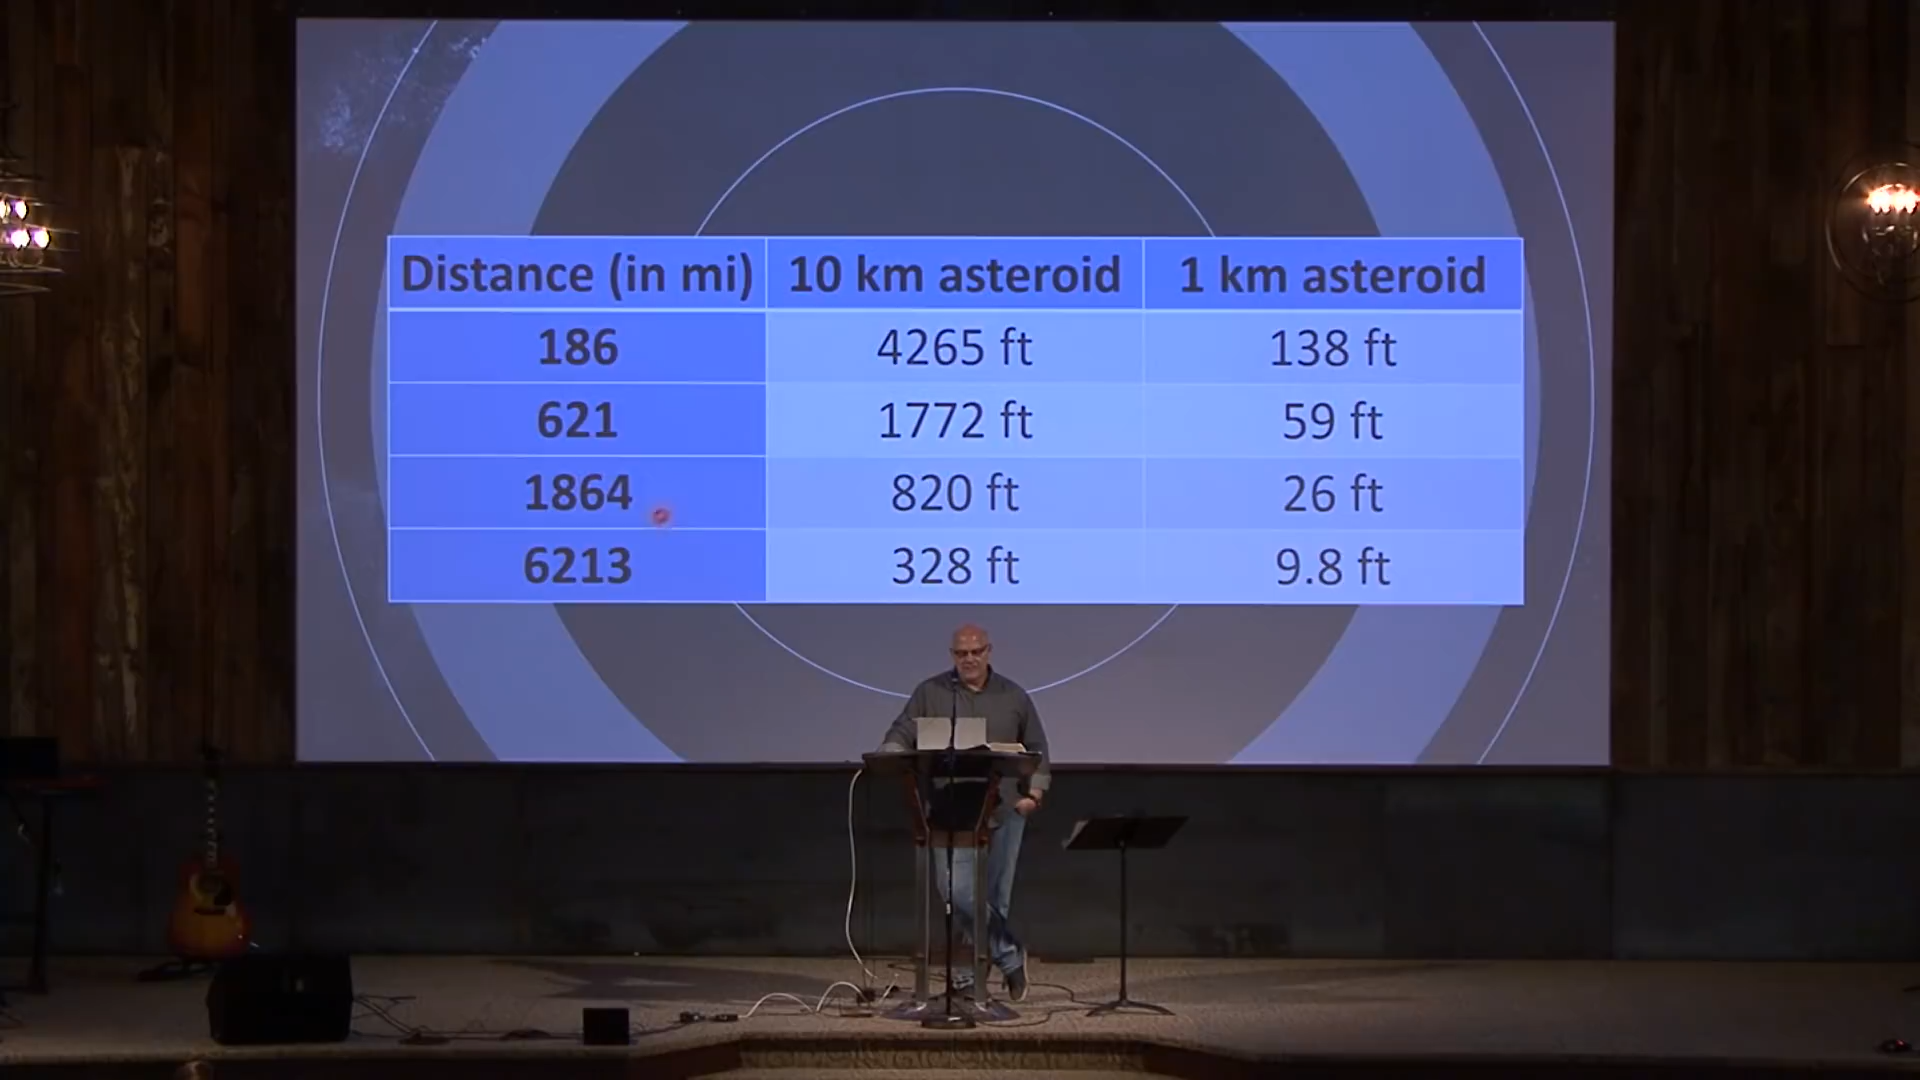 Distance (in mi) 10 km asteroid 1 km asteroid
186 4265 ft 138 ft
621 1772 ft 59 ft
1864 820 ft 26 ft
6213 328 ft 9.8 ft